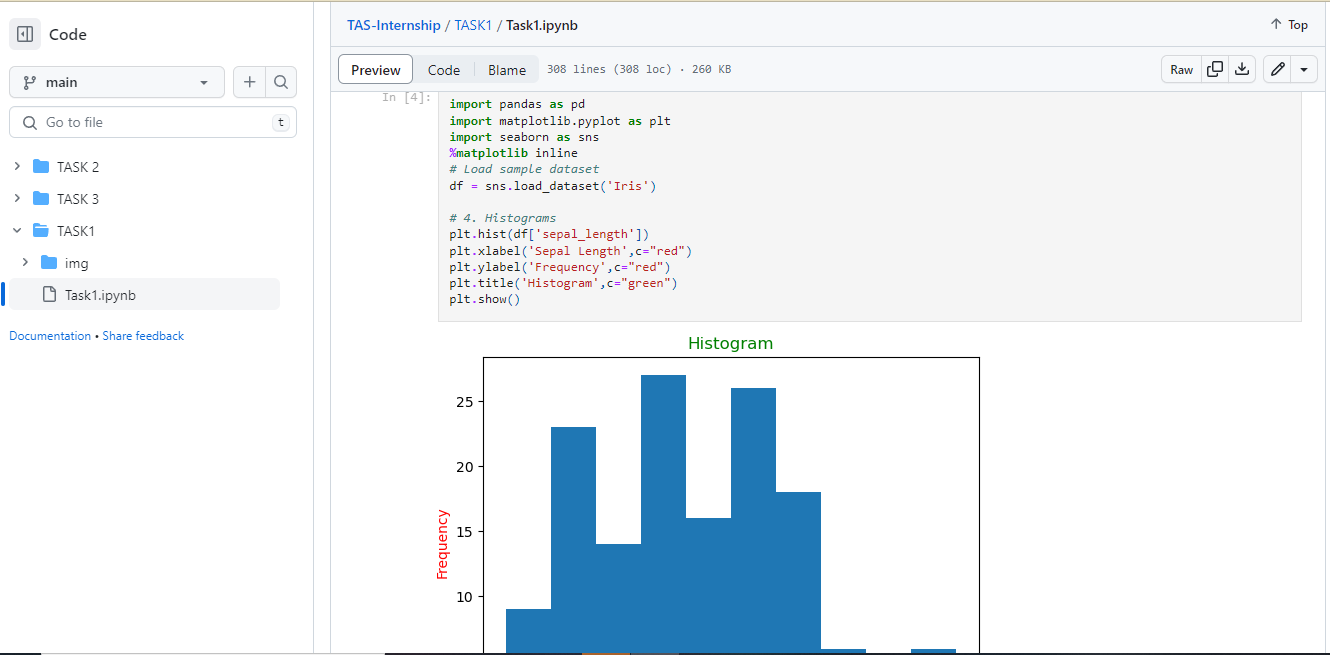 Code
main
Go to file
t
TASK 2
TASK 3
TASK1
img
Task1.ipynb
Documentation • Share feedback
TAS-Internship / TASK1 / Task1.ipynb
Top
Preview
Code
Blame
308 lines (308 loc) · 260 KB
Raw
In [4]:
import pandas as pd
import matplotlib.pyplot as plt
import seaborn as sns
%matplotlib inline
# Load sample dataset
df = sns.load_dataset('Iris')
# 4. Histograms
plt.hist(df['sepal_length'])
plt.xlabel('Sepal Length',c="red")
plt.ylabel('Frequency',c="red")
plt.title('Histogram',c="green")
plt.show()
Histogram
25
20
15
10
Frequency